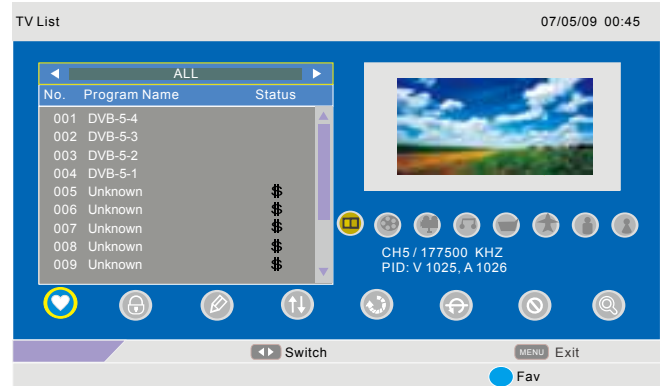 TV List 07/05/09 00:45
ALL
No. Program Name Status
001 DVB-5-4
002 DVB-5-3
003 DVB-5-2
004 DVB-5-1
005 Unknown $
006 Unknown $
007 Unknown $
008 Unknown $
009 Unknown $
CH5 / 177500 KHZ
PID: V 1025, A 1026
Switch
MENU Exit
Fav